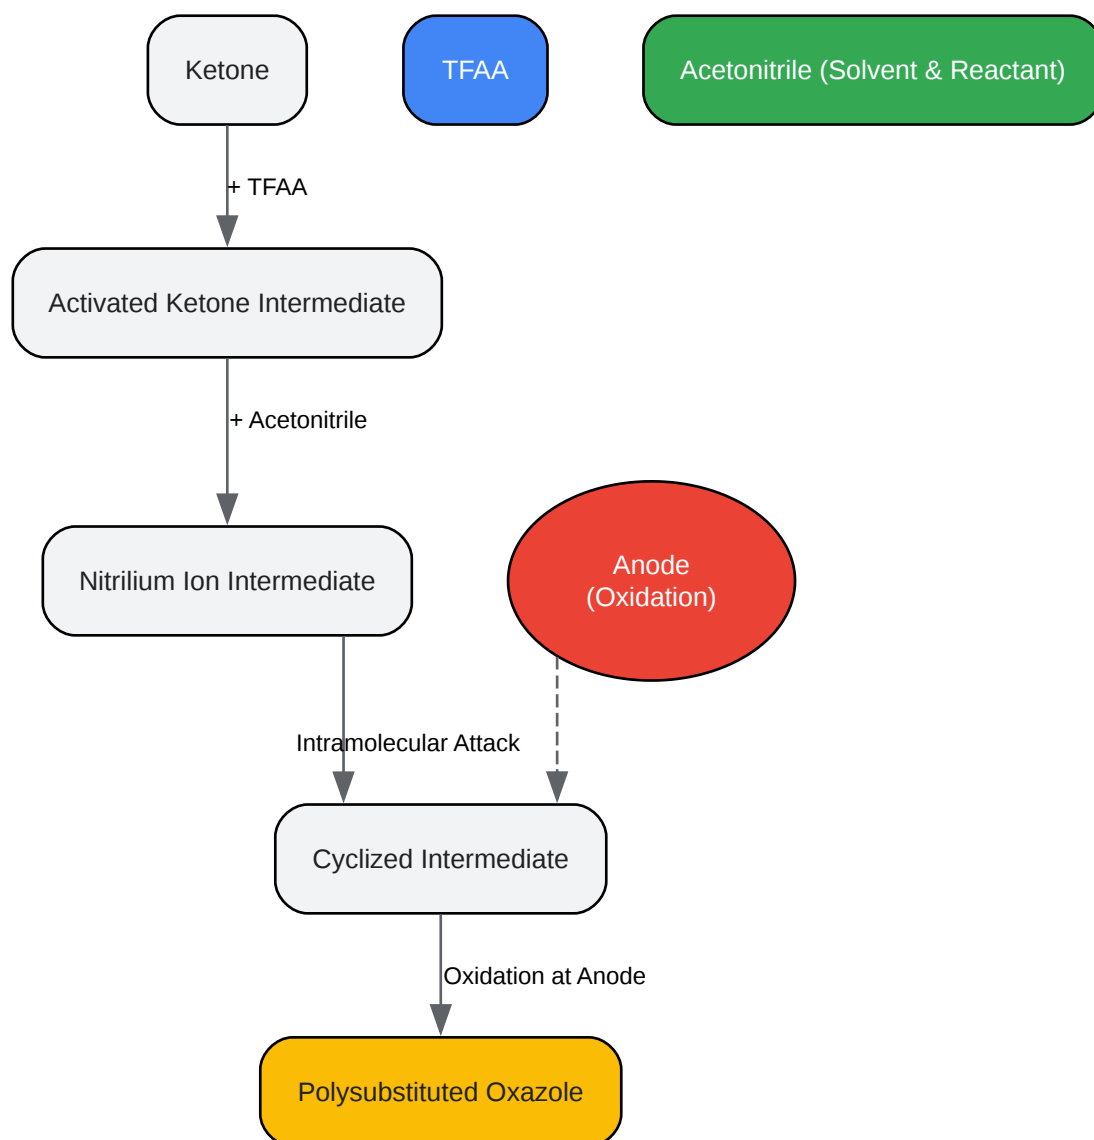 Ketone
TFAA
Acetonitrile (Solvent & Reactant)
+ TFAA
Activated Ketone Intermediate
+ Acetonitrile
Nitrilium Ion Intermediate
Anode
(Oxidation)
Intramolecular Attack
Cyclized Intermediate
Oxidation at Anode
Polysubstituted Oxazole